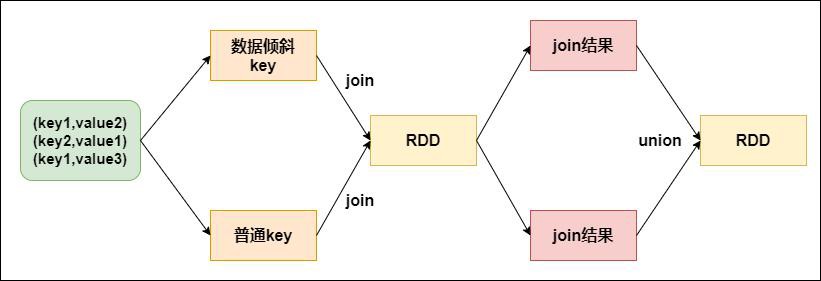 (key1,value2)
(key2,value1)
(key1,value3)
数据倾斜
key
普通key
join
join
RDD
join结果
join结果
union
RDD